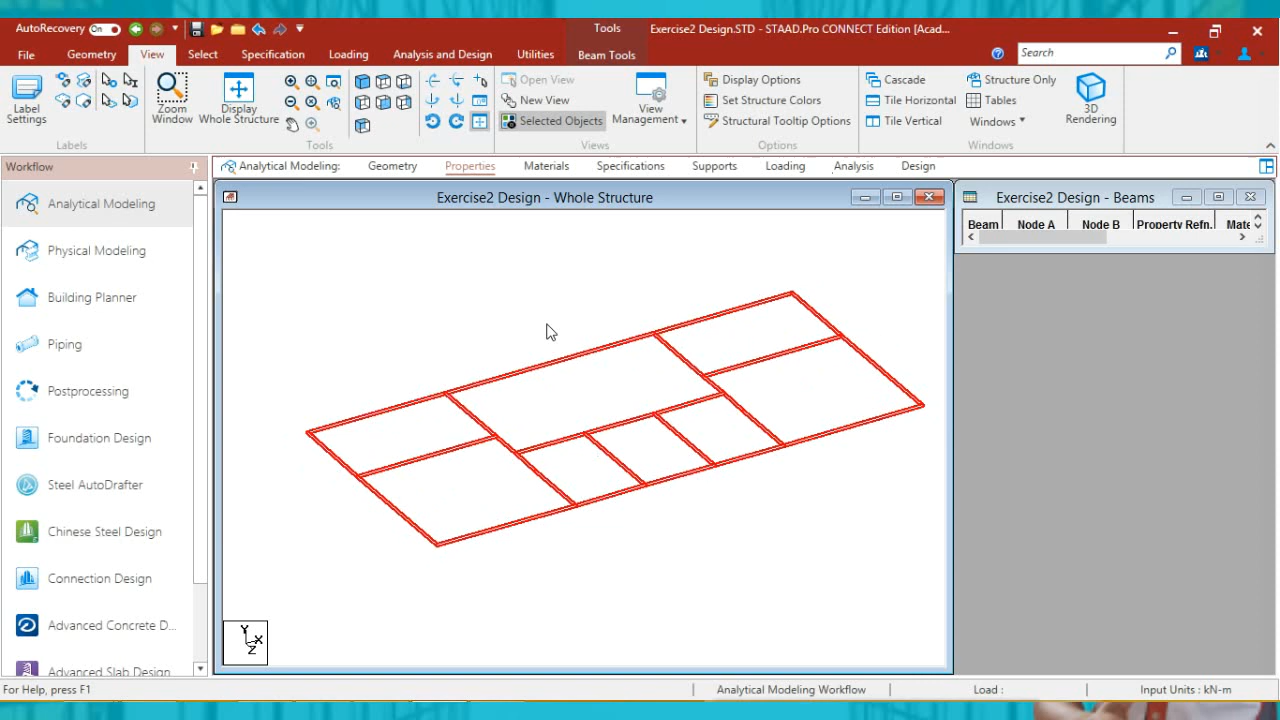 AutoRecovery On Tools Exercise2 Design.STD - STAAD.Pro CONNECT Edition [Acad...
File Geometry View Select Specification Loading Analysis and Design Utilities Beam Tools Search
Label Settings
Zoom Window
Display Whole Structure
Open View
New View
Selected Objects
View Management
Display Options
Set Structure Colors
Structural Tooltip Options
Cascade
Tile Horizontal
Tile Vertical
Structure Only
Tables
Windows
3D Rendering
Labels Tools Views Options Windows
Workflow
Analytical Modeling: Geometry Properties Materials Specifications Supports Loading Analysis Design
Analytical Modeling
Physical Modeling
Building Planner
Piping
Postprocessing
Foundation Design
Steel AutoDrafter
Chinese Steel Design
Connection Design
Advanced Concrete D...
Advanced Slab Design
Exercise2 Design - Whole Structure
Y
X
Z
Exercise2 Design - Beams
Beam Node A Node B Property Refn. Mate
For Help, press F1 Analytical Modeling Workflow Load : Input Units : kN-m